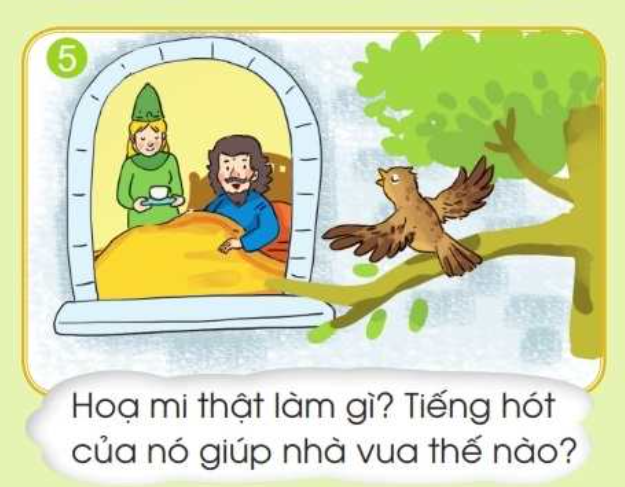 5
Hoạ mi thật làm gì? Tiếng hót
của nó giúp nhà vua thế nào?